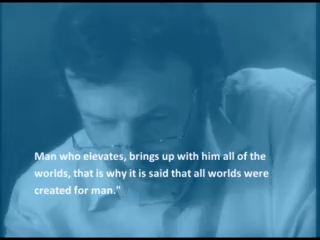 Man who elevates, brings up with him all of the
worlds, that is why it is said that all worlds were
created for man."